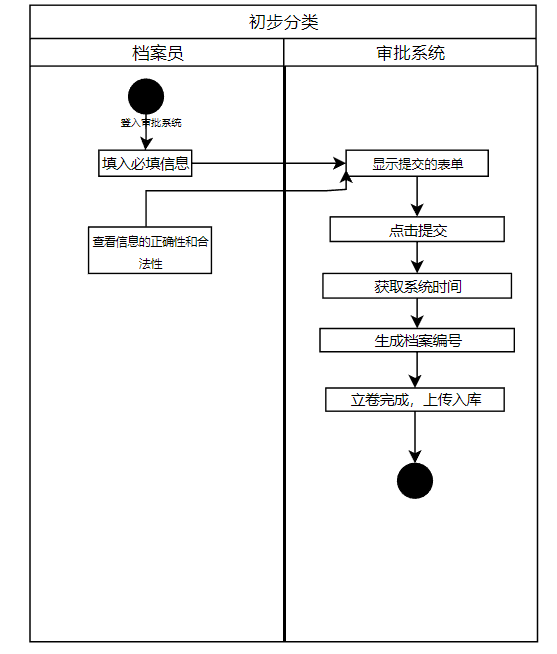 初步分类
档案员
审批系统
登入审批系统
填入必填信息
显示提交的表单
点击提交
查看信息的正确性和合
法性
获取系统时间
生成档案编号
立卷完成，上传入库